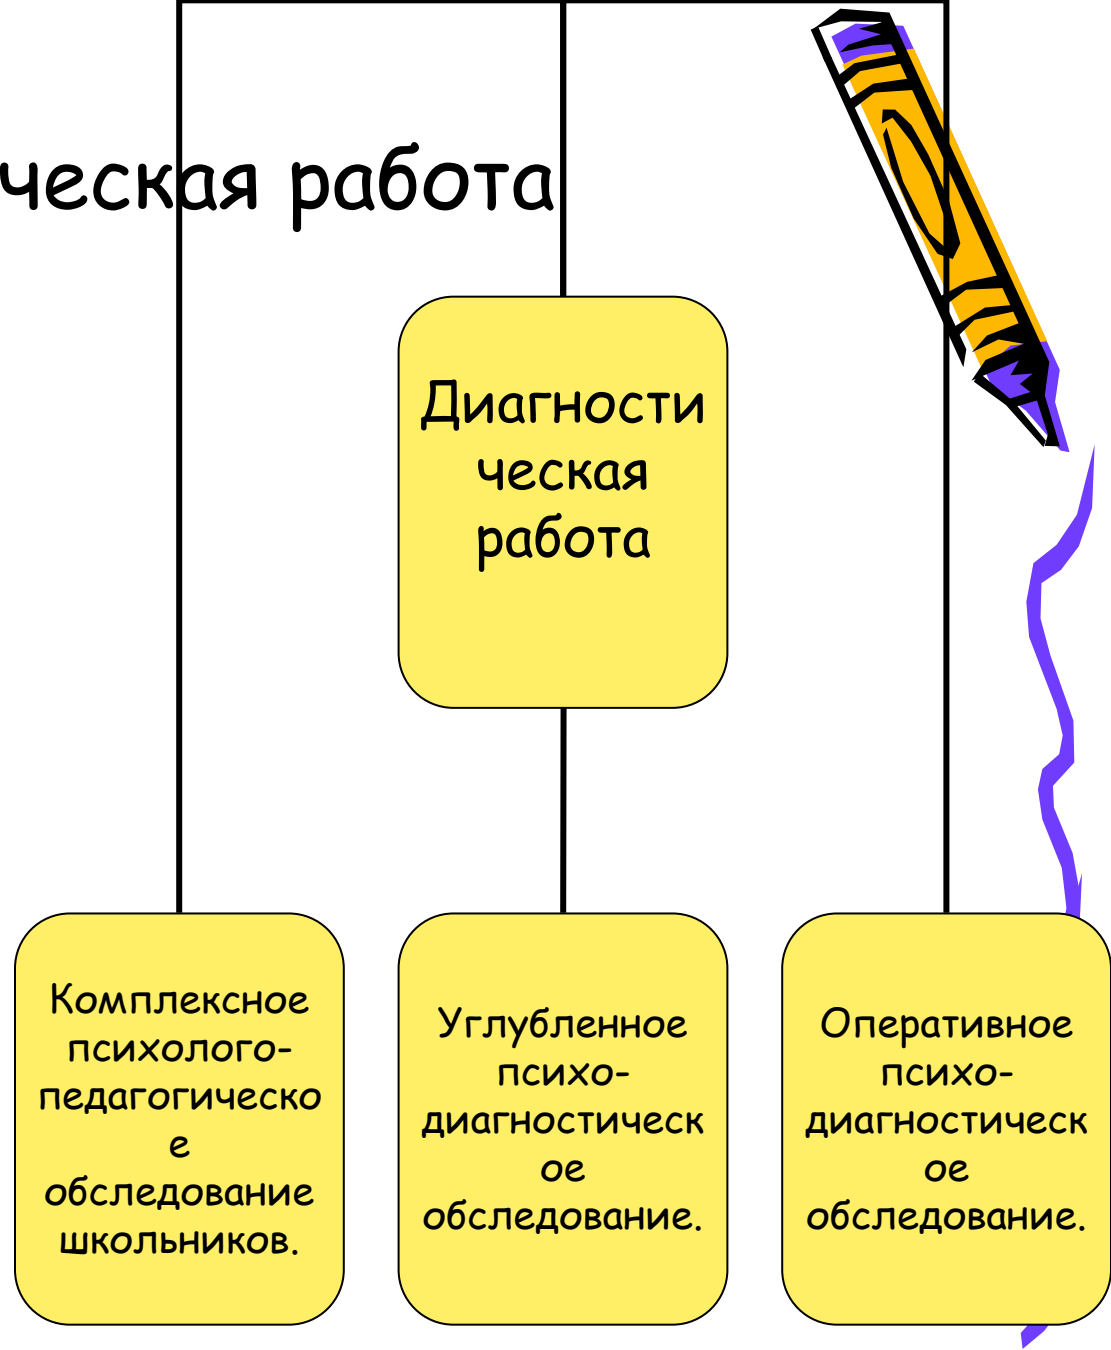 ческая работа
Диагности
ческая
работа
Комплексное
психолого-
педагогическо
е
обследование
школьников.
Углубленное
психо-
диагностическ
ое
обследование.
Оперативное
психо-
диагностическ
ое
обследование.